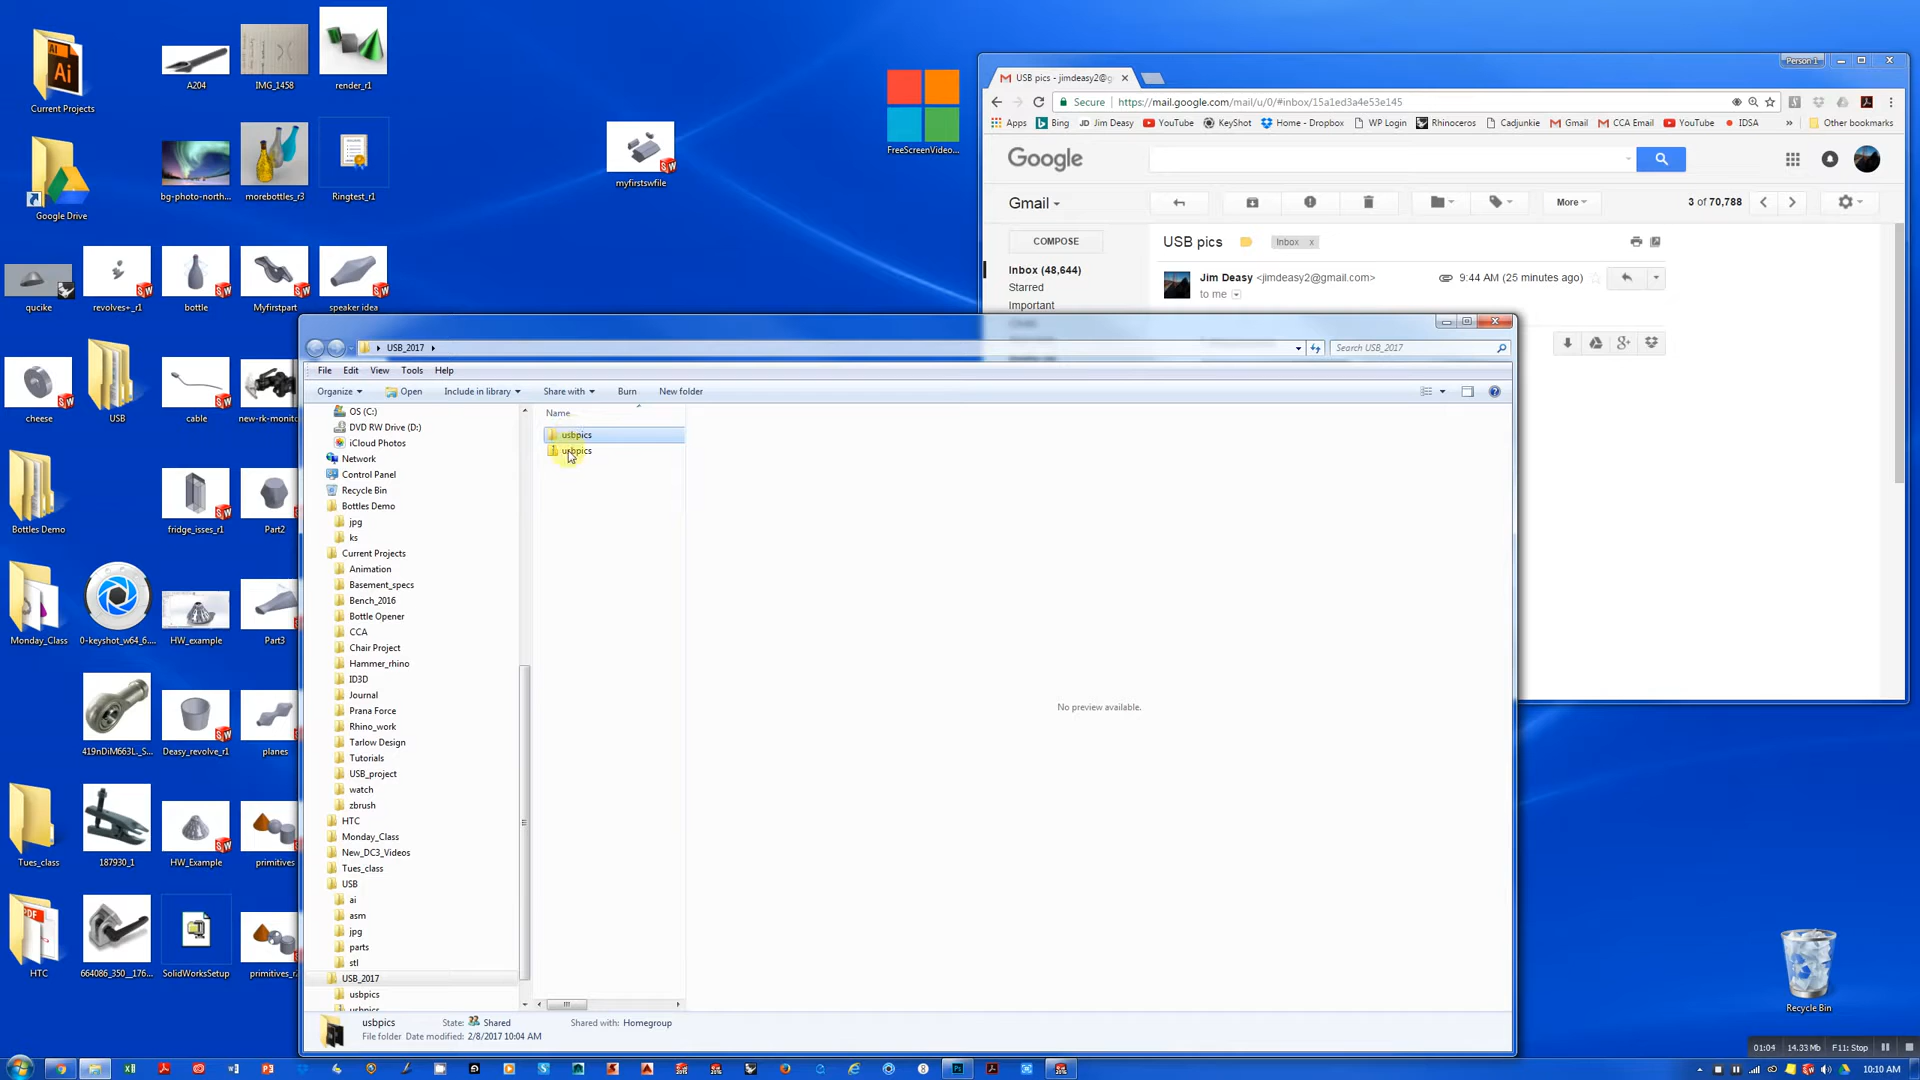 Current Projects
A204
IMG_1458
render_r1
Google Drive
bg-photo-north...
morebottles_r3
Ringtest_r1
qucike
revolves+_r1
bottle
Myfirstpart
speaker idea
cheese
USB
cable
new-rk-monito
Bottles Demo
fridge_isses_r1
Part2
Monday_Class
0-keyshot_w64_6....
HW_example
Part3
419nDiM663L._S...
Deasy_revolve_r1
planes
Tues_class
187930_1
HW_Example
primitives
HTC
664086_350__176...
SolidWorksSetup
primitives_r
myfirstswfile
FreeScreenVideo...
Recycle Bin
Person 1
USB pics - jimdeasy2@g
Secure
https://mail.google.com/mail/u/0/#inbox/15a1ed3a4e53e145
Apps
Bing
JD Jim Deasy
YouTube
KeyShot
Home - Dropbox
WP Login
Rhinoceros
Cadjunkie
Gmail
CCA Email
YouTube
IDSA
»
Other bookmarks
Google
Gmail
More
3 of 70,788
COMPOSE
USB pics
Inbox x
Inbox (48,644)
Starred
Important
Jim Deasy <jimdeasy2@gmail.com>
9:44 AM (25 minutes ago)
to me
USB_2017
Search USB_2017
File Edit View Tools Help
Organize
Open
Include in library
Share with
Burn
New folder
OS (C:)
DVD RW Drive (D:)
iCloud Photos
Network
Control Panel
Recycle Bin
Bottles Demo
jpg
ks
Current Projects
Animation
Basement_specs
Bench_2016
Bottle Opener
CCA
Chair Project
Hammer_rhino
ID3D
Journal
Prana Force
Rhino_work
Tarlow Design
Tutorials
USB_project
watch
zbrush
HTC
Monday_Class
New_DC3_Videos
Tues_class
USB
ai
asm
jpg
parts
stl
USB_2017
usbpics
usbpics
Name
usbpics
usbpics
No preview available.
usbpics
State: Shared
Shared with: Homegroup
File folder Date modified: 2/8/2017 10:04 AM
01:04
14.33 Mb
F11: Stop
10:10 AM